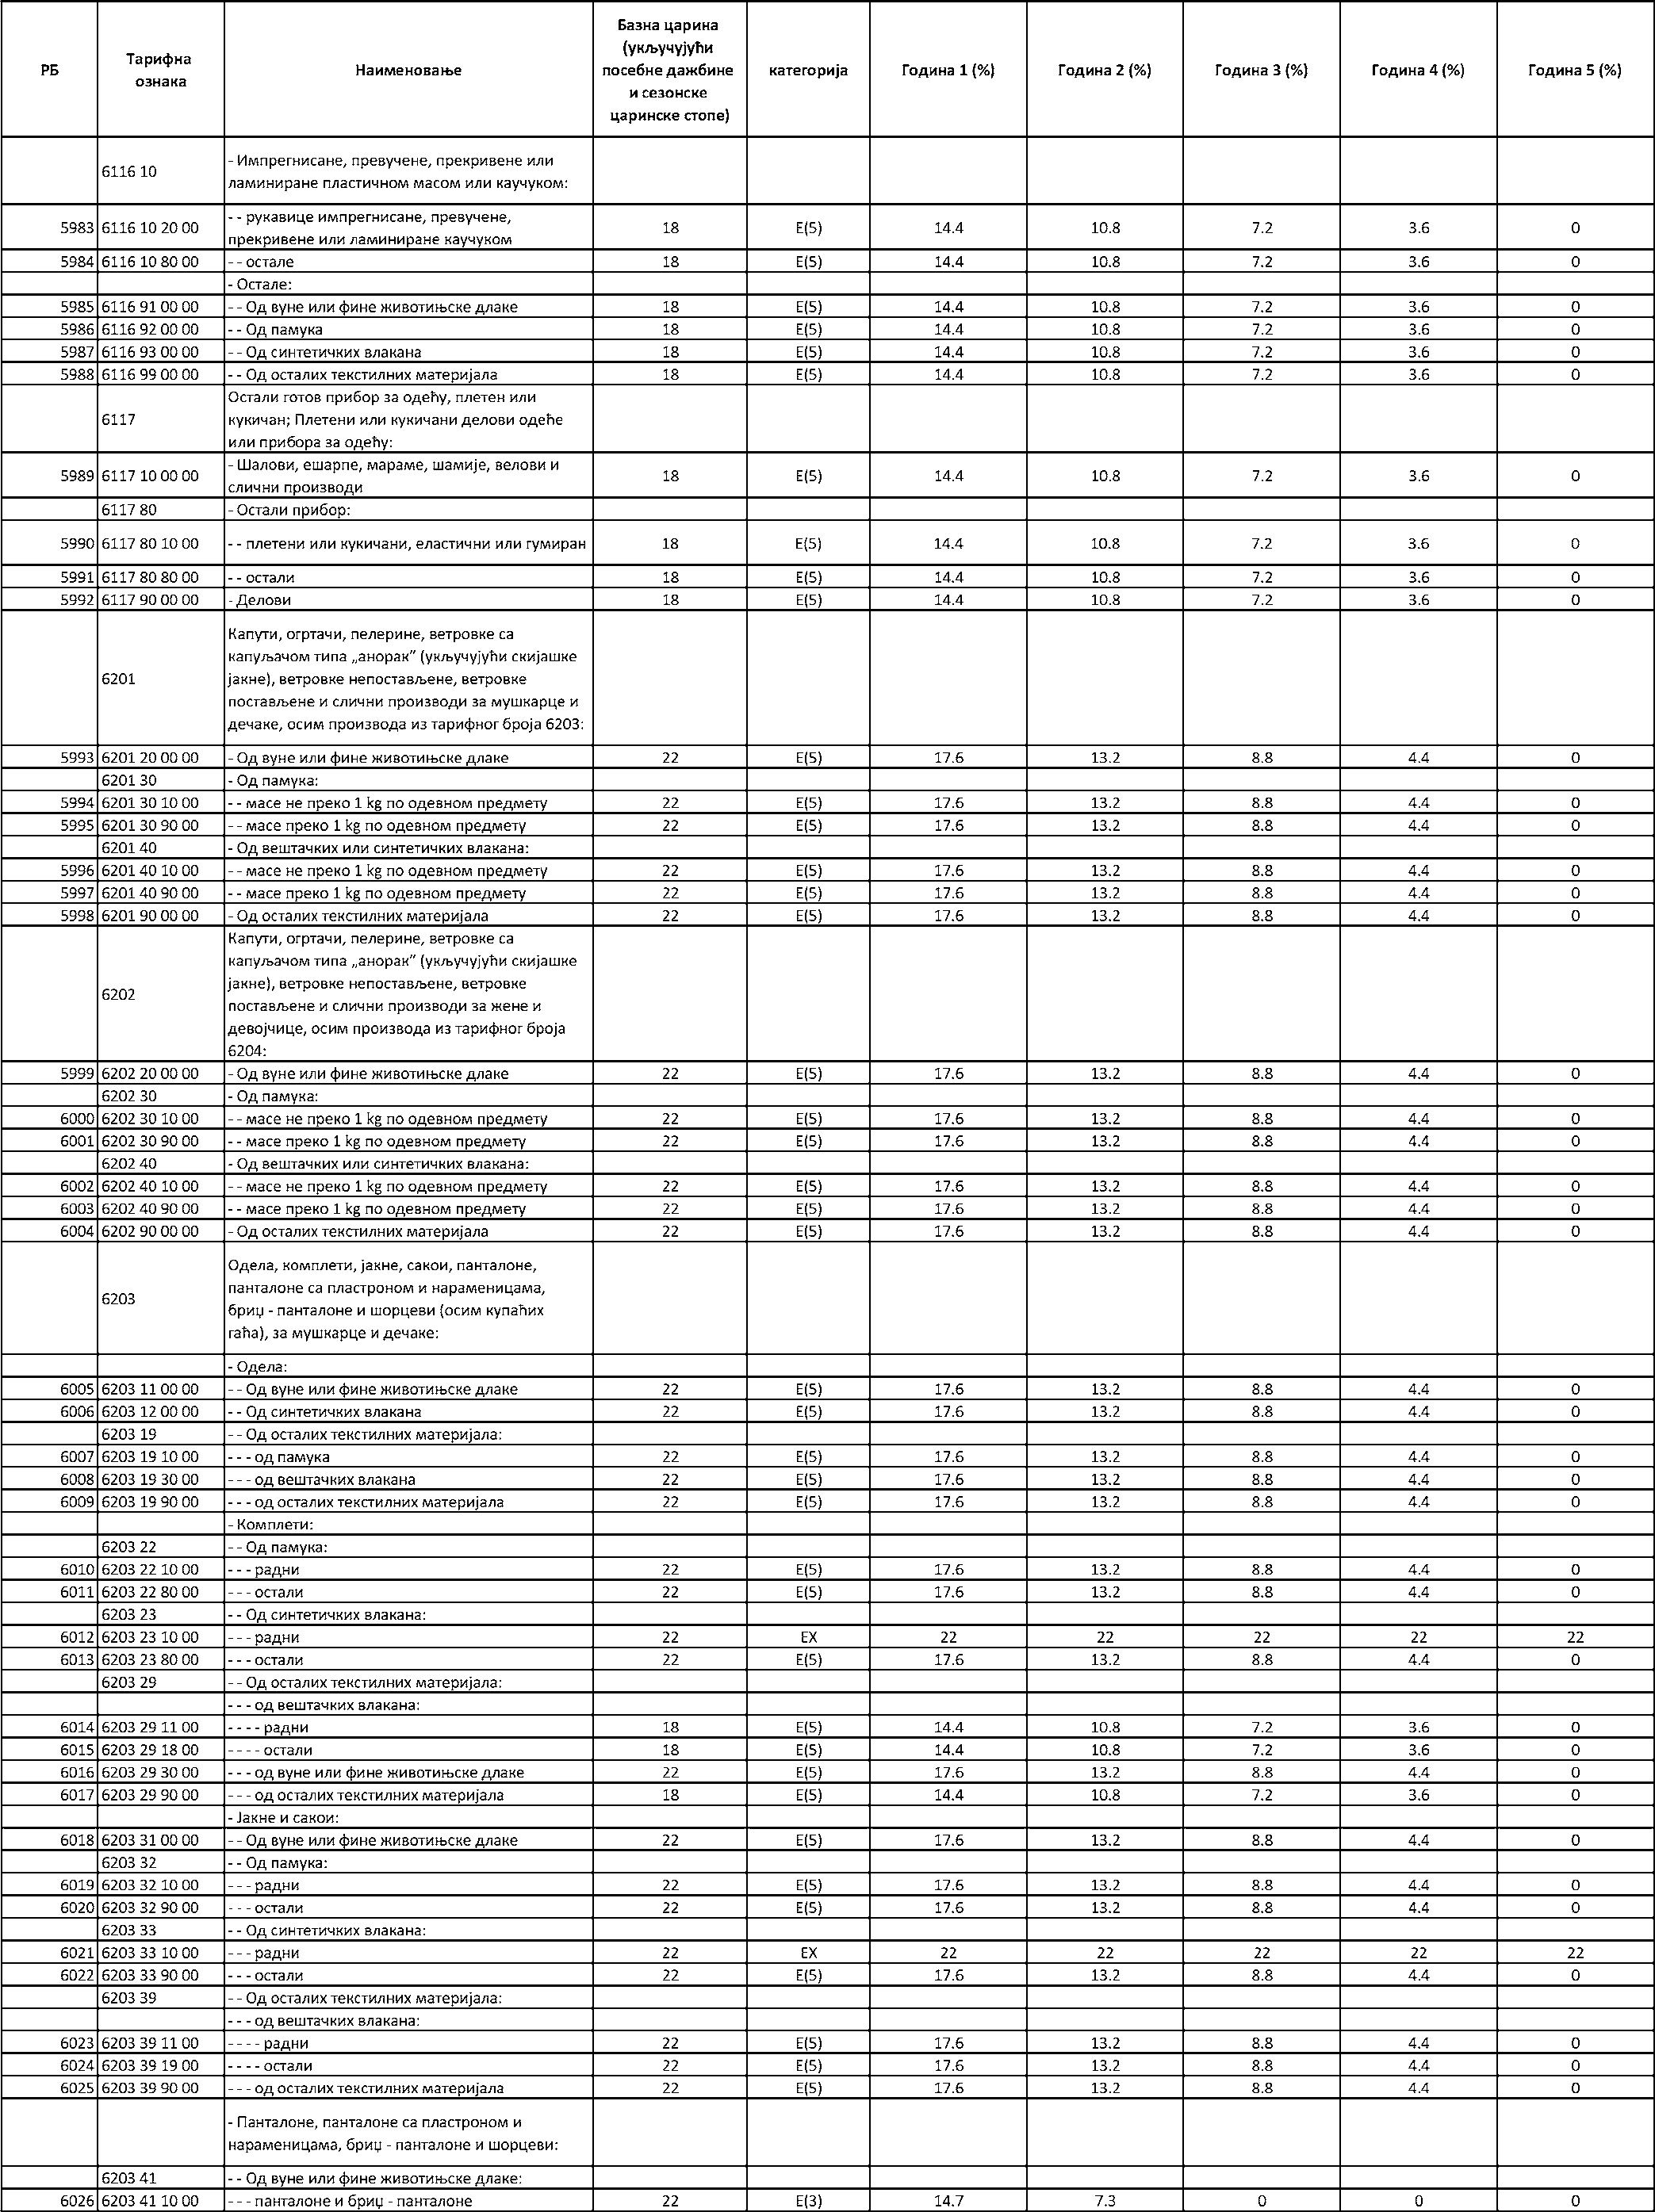 РБ Тарифна ознака Наименовање Базна царина (укључујући посебне дажбине и сезонске царинске стопе) категорија Година 1 (%) Година 2 (%) Година 3 (%) Година 4 (%) Година 5 (%)
6116 10 - Импрегнисане, превучене, прекривене или
ламиниране пластичном масом или каучуком:
5983 6116 10 20 00 - - рукавице импрегнисане, превучене,
прекривене или ламиниране каучуком 18 E(5) 14.4 10.8 7.2 3.6 0
5984 6116 10 80 00 - - остале 18 E(5) 14.4 10.8 7.2 3.6 0
- Остале:
5985 6116 91 00 00 - - Од вуне или фине животињске длаке 18 E(5) 14.4 10.8 7.2 3.6 0
5986 6116 92 00 00 - - Од памука 18 E(5) 14.4 10.8 7.2 3.6 0
5987 6116 93 00 00 - - Од синтетичких влакана 18 E(5) 14.4 10.8 7.2 3.6 0
5988 6116 99 00 00 - - Од осталих текстилних материјала 18 E(5) 14.4 10.8 7.2 3.6 0
6117 Остали готов прибор за одећу, плетен или
кукичан; Плетени или кукичани делови одеће
или прибора за одећу:
5989 6117 10 00 00 - Шалови, ешарпе, мараме, шамије, велови и
слични производи 18 E(5) 14.4 10.8 7.2 3.6 0
6117 80 - Остали прибор:
5990 6117 80 10 00 - - плетени или кукичани, еластични или гумиран 18 E(5) 14.4 10.8 7.2 3.6 0
5991 6117 80 80 00 - - остали 18 E(5) 14.4 10.8 7.2 3.6 0
5992 6117 90 00 00 - Делови 18 E(5) 14.4 10.8 7.2 3.6 0
6201 Капути, огртачи, пелерине, ветровке са
капуљачом типа „анорак” (укључујући скијашке
јакне), ветровке непостављене, ветровке
постављене и слични производи за мушкарце и
дечаке, осим производа из тарифног броја 6203:
5993 6201 20 00 00 - Од вуне или фине животињске длаке 22 E(5) 17.6 13.2 8.8 4.4 0
6201 30 - Од памука:
5994 6201 30 10 00 - - масе не преко 1 kg по одевном предмету 22 E(5) 17.6 13.2 8.8 4.4 0
5995 6201 30 90 00 - - масе преко 1 kg по одевном предмету 22 E(5) 17.6 13.2 8.8 4.4 0
6201 40 - Од вештачких или синтетичких влакана:
5996 6201 40 10 00 - - масе не преко 1 kg по одевном предмету 22 E(5) 17.6 13.2 8.8 4.4 0
5997 6201 40 90 00 - - масе преко 1 kg по одевном предмету 22 E(5) 17.6 13.2 8.8 4.4 0
5998 6201 90 00 00 - Од осталих текстилних материјала 22 E(5) 17.6 13.2 8.8 4.4 0
6202 Капути, огртачи, пелерине, ветровке са
капуљачом типа „анорак” (укључујући скијашке
јакне), ветровке непостављене, ветровке
постављене и слични производи за жене и
девојчице, осим производа из тарифног броја
6204:
5999 6202 20 00 00 - Од вуне или фине животињске длаке 22 E(5) 17.6 13.2 8.8 4.4 0
6202 30 - Од памука:
6000 6202 30 10 00 - - масе не преко 1 kg по одевном предмету 22 E(5) 17.6 13.2 8.8 4.4 0
6001 6202 30 90 00 - - масе преко 1 kg по одевном предмету 22 E(5) 17.6 13.2 8.8 4.4 0
6202 40 - Од вештачких или синтетичких влакана:
6002 6202 40 10 00 - - масе не преко 1 kg по одевном предмету 22 E(5) 17.6 13.2 8.8 4.4 0
6003 6202 40 90 00 - - масе преко 1 kg по одевном предмету 22 E(5) 17.6 13.2 8.8 4.4 0
6004 6202 90 00 00 - Од осталих текстилних материјала 22 E(5) 17.6 13.2 8.8 4.4 0
6203 Одела, комплети, јакне, сакои, панталоне,
панталоне са пластроном и нараменицама,
бриџ - панталоне и шорцеви (осим купаћих
гаћа), за мушкарце и дечаке:
- Одела:
6005 6203 11 00 00 - - Од вуне или фине животињске длаке 22 E(5) 17.6 13.2 8.8 4.4 0
6006 6203 12 00 00 - - Од синтетичких влакана 22 E(5) 17.6 13.2 8.8 4.4 0
6203 19 - - Од осталих текстилних материјала:
6007 6203 19 10 00 - - - од памука 22 E(5) 17.6 13.2 8.8 4.4 0
6008 6203 19 30 00 - - - од вештачких влакана 22 E(5) 17.6 13.2 8.8 4.4 0
6009 6203 19 90 00 - - - од осталих текстилних материјала 22 E(5) 17.6 13.2 8.8 4.4 0
- Комплети:
6203 22 - - Од памука:
6010 6203 22 10 00 - - - радни 22 E(5) 17.6 13.2 8.8 4.4 0
6011 6203 22 80 00 - - - остали 22 E(5) 17.6 13.2 8.8 4.4 0
6203 23 - - Од синтетичких влакана:
6012 6203 23 10 00 - - - радни 22 EX 22 22 22 22 22
6013 6203 23 80 00 - - - остали 22 E(5) 17.6 13.2 8.8 4.4 0
6203 29 - - Од осталих текстилних материјала:
- - - од вештачких влакана:
6014 6203 29 11 00 - - - - радни 18 E(5) 14.4 10.8 7.2 3.6 0
6015 6203 29 18 00 - - - - остали 18 E(5) 14.4 10.8 7.2 3.6 0
6016 6203 29 30 00 - - - од вуне или фине животињске длаке 22 E(5) 17.6 13.2 8.8 4.4 0
6017 6203 29 90 00 - - - од осталих текстилних материјала 18 E(5) 14.4 10.8 7.2 3.6 0
- Јакне и сакои:
6018 6203 31 00 00 - - Од вуне или фине животињске длаке 22 E(5) 17.6 13.2 8.8 4.4 0
6203 32 - - Од памука:
6019 6203 32 10 00 - - - радни 22 E(5) 17.6 13.2 8.8 4.4 0
6020 6203 32 90 00 - - - остали 22 E(5) 17.6 13.2 8.8 4.4 0
6203 33 - - Од синтетичких влакана:
6021 6203 33 10 00 - - - радни 22 EX 22 22 22 22 22
6022 6203 33 90 00 - - - остали 22 E(5) 17.6 13.2 8.8 4.4 0
6203 39 - - Од осталих текстилних материјала:
- - - од вештачких влакана:
6023 6203 39 11 00 - - - - радни 22 E(5) 17.6 13.2 8.8 4.4 0
6024 6203 39 19 00 - - - - остали 22 E(5) 17.6 13.2 8.8 4.4 0
6025 6203 39 90 00 - - - од осталих текстилних материјала 22 E(5) 17.6 13.2 8.8 4.4 0
- Панталоне, панталоне са пластроном и
нараменицама, бриџ - панталоне и шорцеви:
6203 41 - - Од вуне или фине животињске длаке:
6026 6203 41 10 00 - - - панталоне и бриџ - панталоне 22 E(3) 14.7 7.3 0 0 0